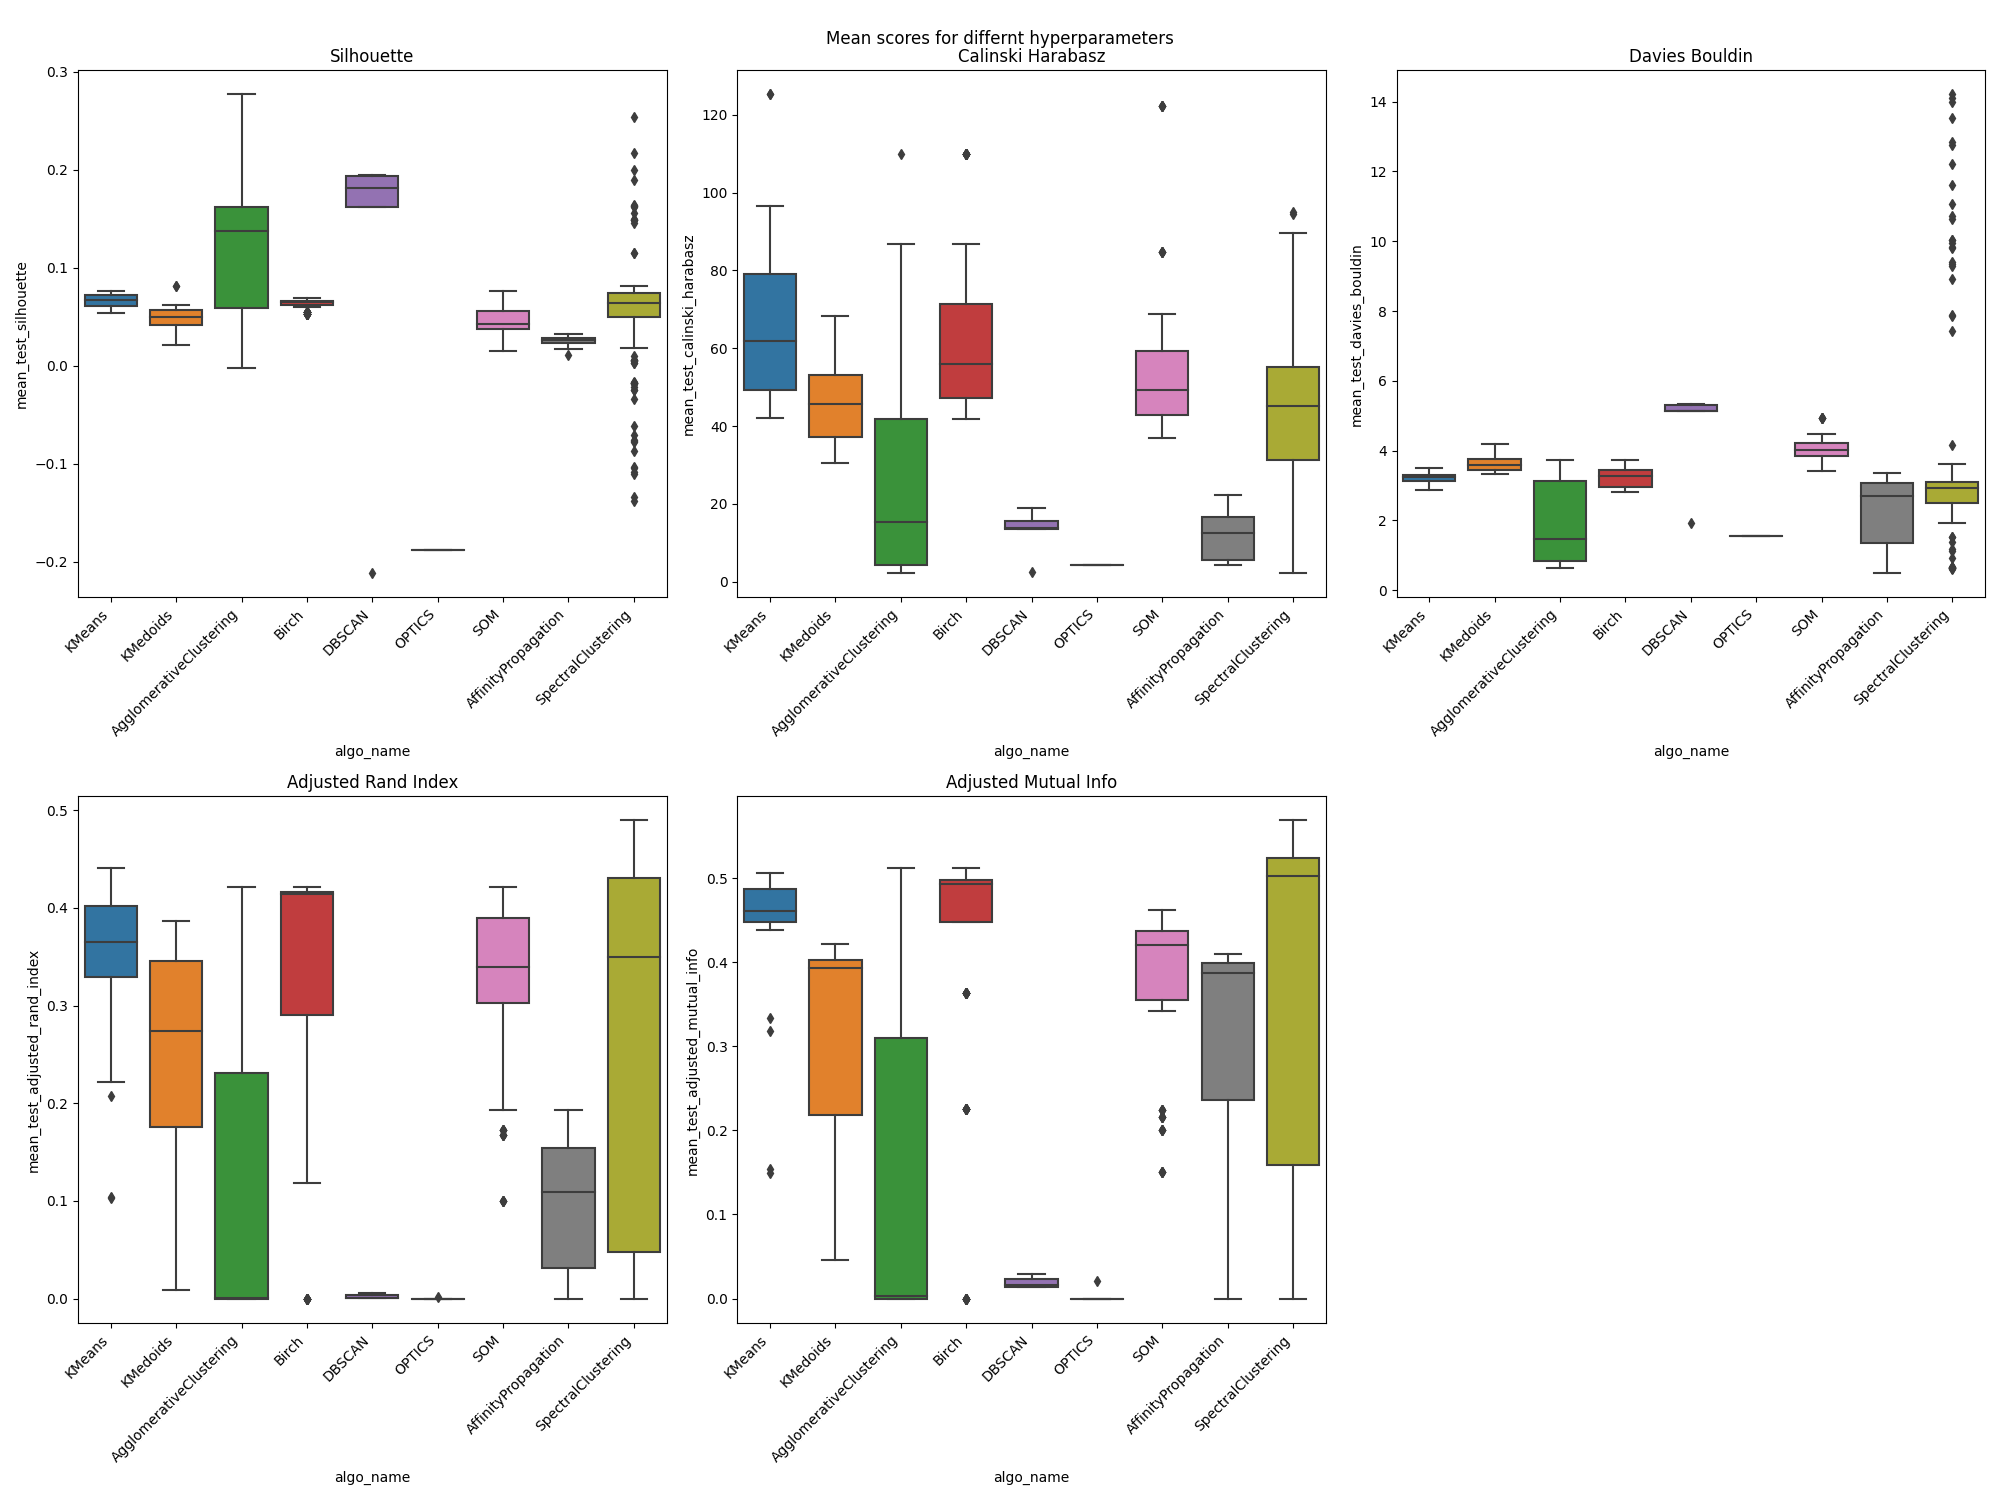 Mean scores for differnt hyperparameters
Silhouette
Calinski Harabasz
Davies Bouldin
mean_test_silhouette
0.3
0.2
0.1
0.0
−0.1
−0.2
KMeans
KMedoids
AgglomerativeClustering
Birch
DBSCAN
OPTICS
SOM
AffinityPropagation
SpectralClustering
algo_name
mean_test_calinski_harabasz
120
100
80
60
40
20
0
KMeans
KMedoids
AgglomerativeClustering
Birch
DBSCAN
OPTICS
SOM
AffinityPropagation
SpectralClustering
algo_name
mean_test_davies_bouldin
14
12
10
8
6
4
2
0
KMeans
KMedoids
AgglomerativeClustering
Birch
DBSCAN
OPTICS
SOM
AffinityPropagation
SpectralClustering
algo_name
Adjusted Rand Index
mean_test_adjusted_rand_index
0.5
0.4
0.3
0.2
0.1
0.0
KMeans
KMedoids
AgglomerativeClustering
Birch
DBSCAN
OPTICS
SOM
AffinityPropagation
SpectralClustering
algo_name
Adjusted Mutual Info
mean_test_adjusted_mutual_info
0.5
0.4
0.3
0.2
0.1
0.0
KMeans
KMedoids
AgglomerativeClustering
Birch
DBSCAN
OPTICS
SOM
AffinityPropagation
SpectralClustering
algo_name